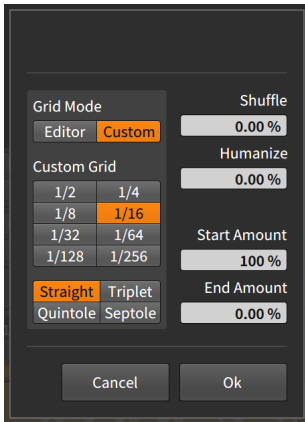 Grid Mode
Editor Custom
Custom Grid
1/2 1/4
1/8 1/16
1/32 1/64
1/128 1/256
Straight Triplet
Quintole Septole
Shuffle
0.00 %
Humanize
0.00 %
Start Amount
100 %
End Amount
0.00 %
Cancel Ok